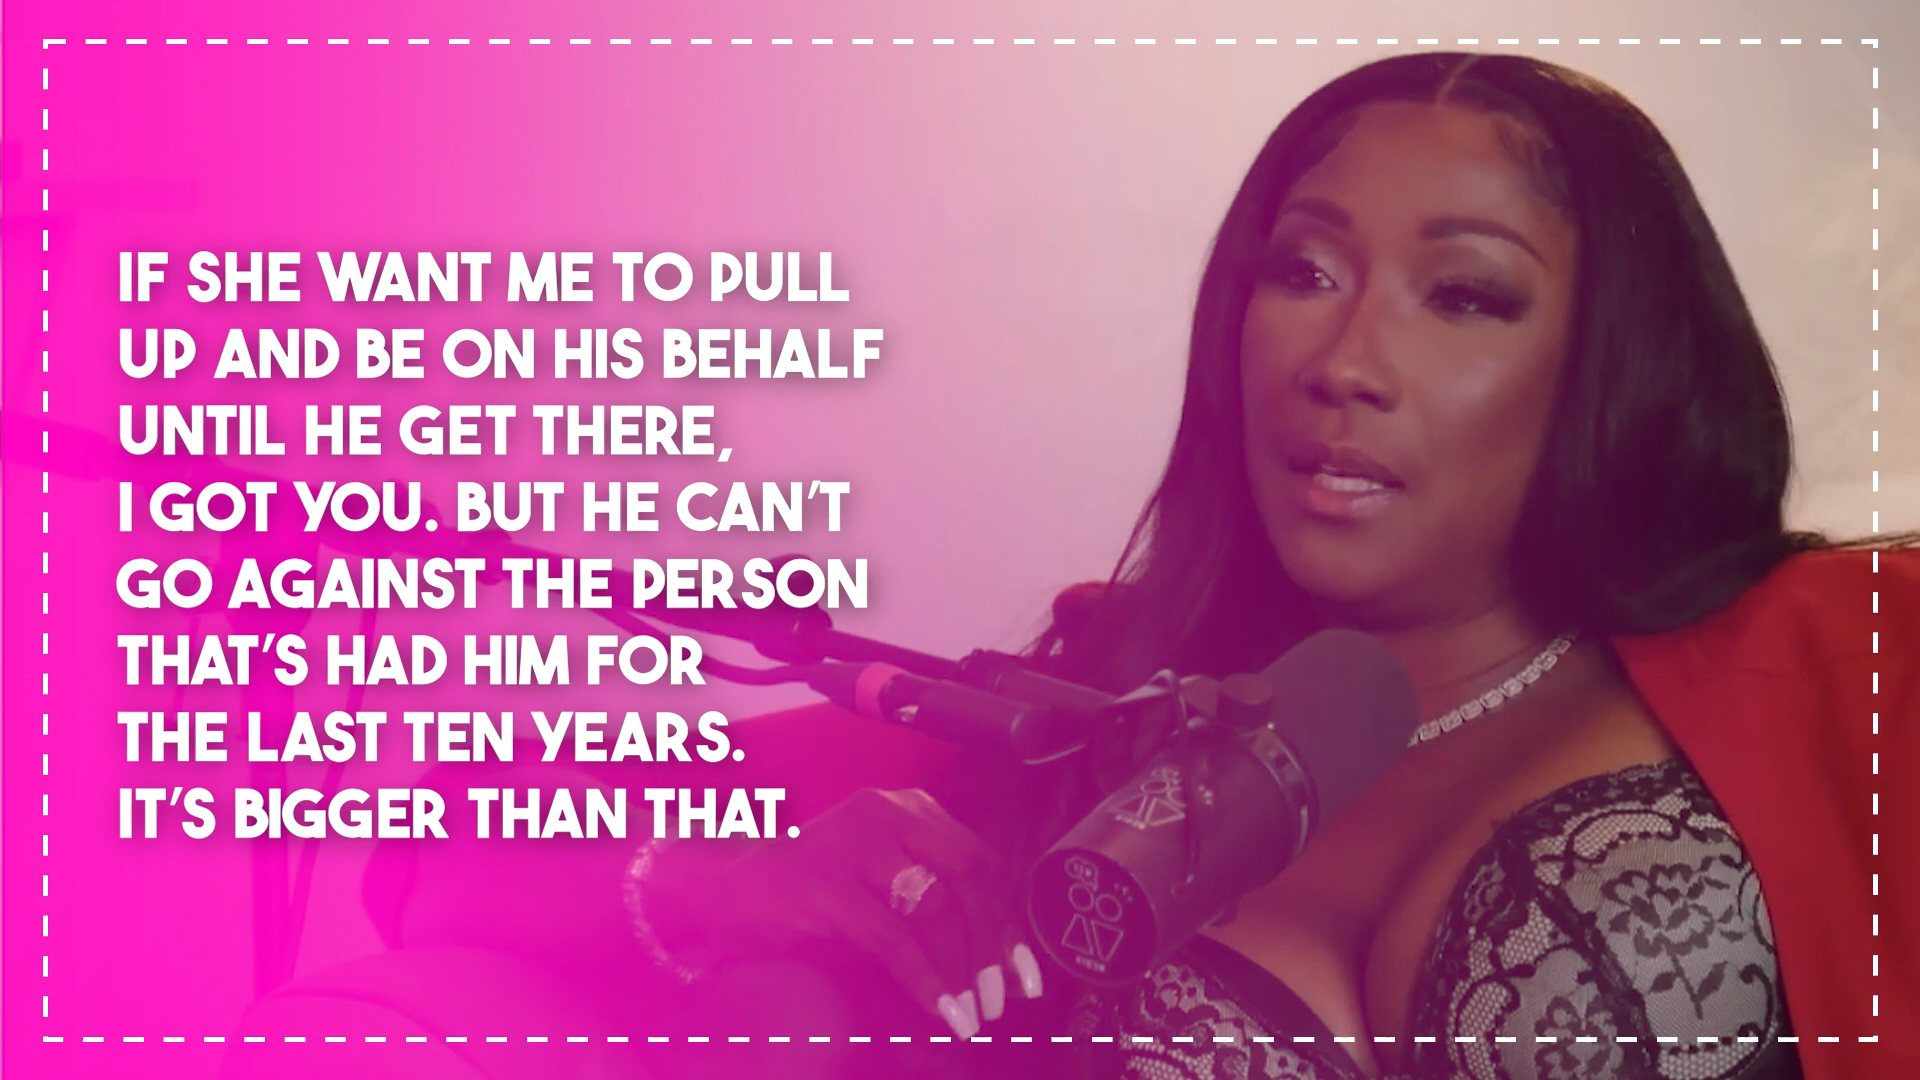 IF SHE WANT ME TO PULL
UP AND BE ON HIS BEHALF
UNTIL HE GET THERE,
I GOT YOU. BUT HE CAN'T
GO AGAINST THE PERSON
THAT'S HAD HIM FOR
THE LAST TEN YEARS.
IT'S BIGGER THAN THAT.